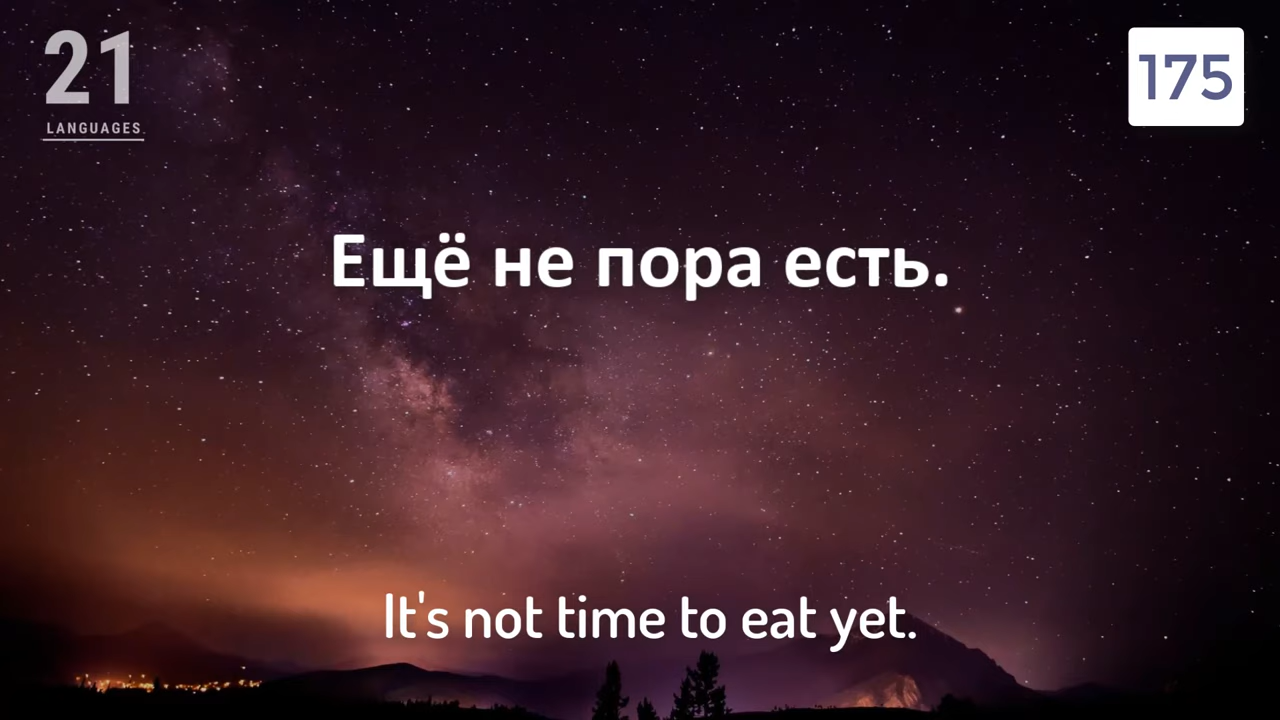 21
LANGUAGES
175
Ещё не пора есть.
It's not time to eat yet.